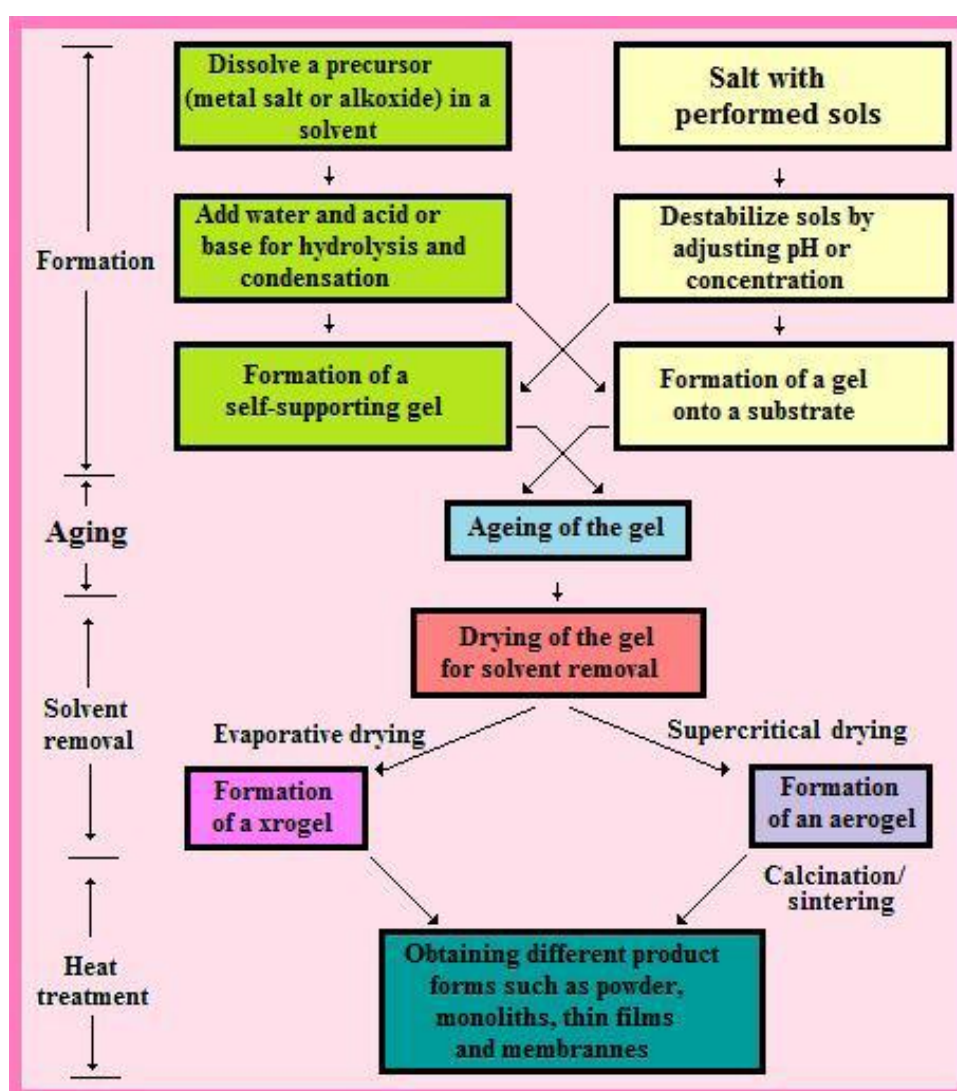 Dissolve a precursor
(metal salt or alkoxide) in a
solvent
Salt with
performed sols
Add water and acid or
base for hydrolysis and
condensation
Destabilize sols by
adjusting pH or
concentration
Formation
Formation of a
self-supporting gel
Formation of a gel
onto a substrate
Aging
Ageing of the gel
Drying of the gel
for solvent removal
Solvent
removal
Evaporative drying
Supercritical drying
Formation
of a xrogel
Formation
of an aerogel
Calcination/
sintering
Heat
treatment
Obtaining different product
forms such as powder,
monoliths, thin films
and membrannes